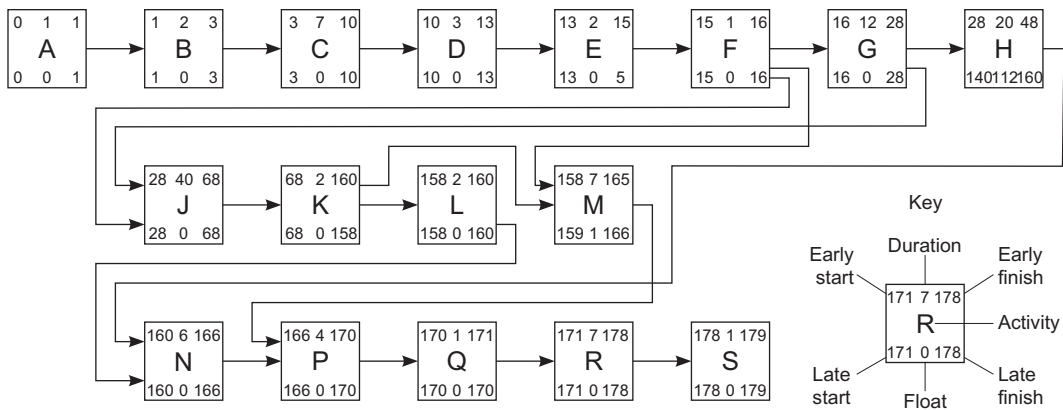 0 1 1
A
0 0 1
1 2 3
B
1 0 3
3 7 10
C
3 0 10
10 3 13
D
10 0 13
13 2 15
E
13 0 5
15 1 16
F
15 0 16
16 12 28
G
16 0 28
28 20 48
H
140 112 160
28 40 68
J
28 0 68
68 2 160
K
68 0 158
158 2 160
L
158 0 160
158 7 165
M
159 1 166
160 6 166
N
160 0 166
166 4 170
P
166 0 170
170 1 171
Q
170 0 170
171 7 178
R
171 0 178
178 1 179
S
178 0 179
Key
Duration
Early
start
Early
finish
171 7 178
R
Activity
171 0 178
Late
start
Float
Late
finish